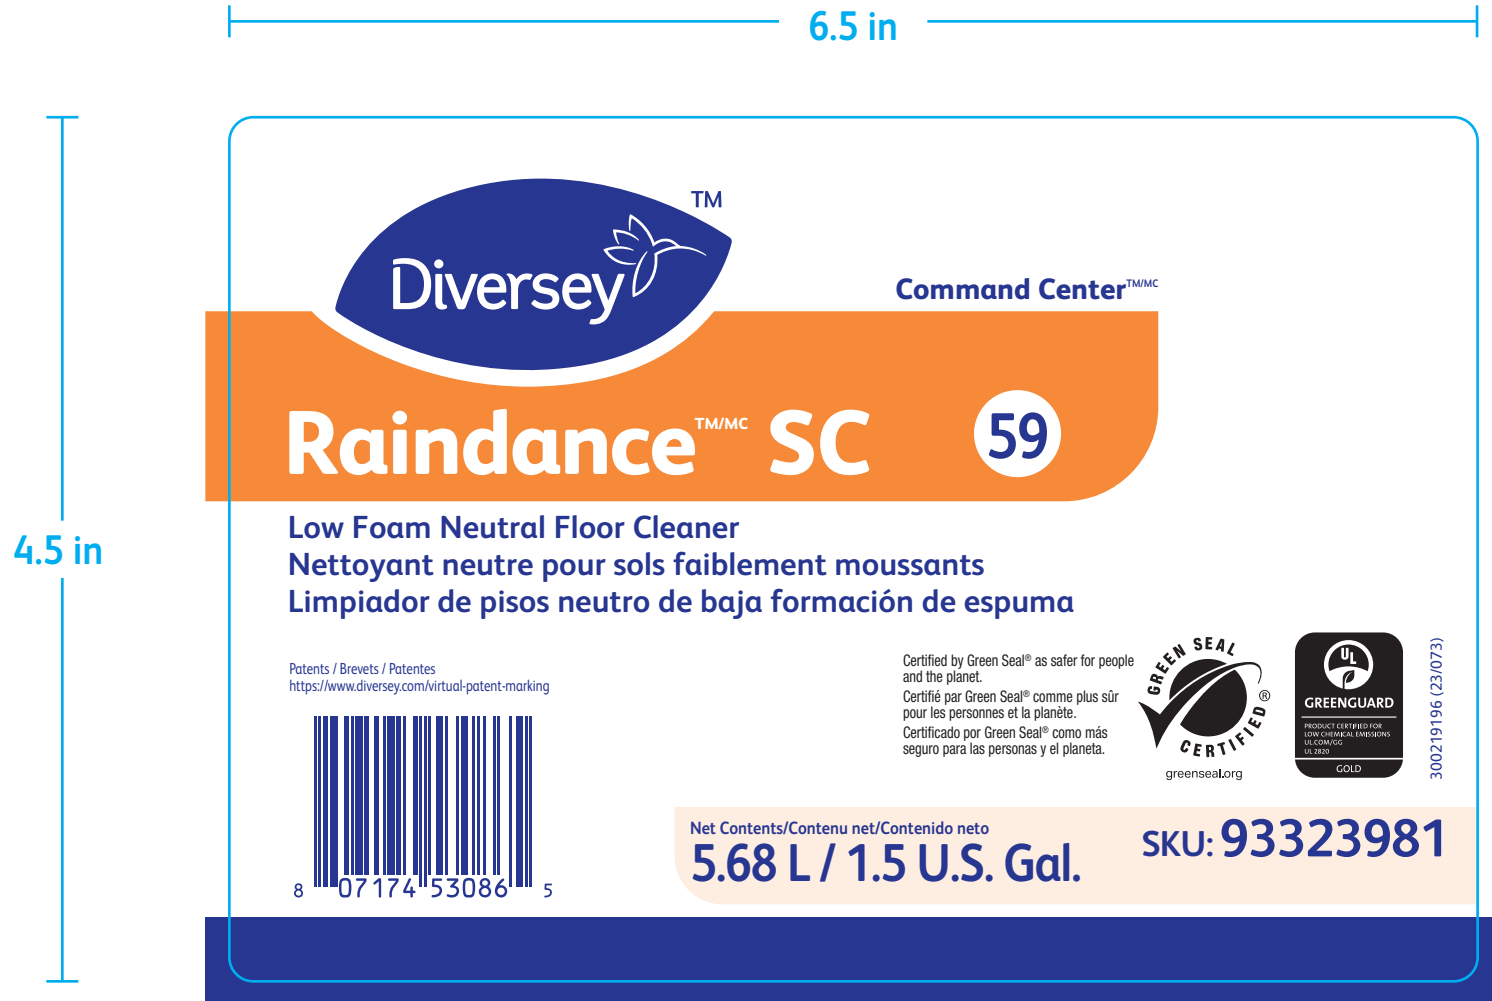 6.5 in
4.5 in
Diversey™
Command Center™/MC
Raindance™/MC SC 59
Low Foam Neutral Floor Cleaner
Nettoyant neutre pour sols faiblement moussants
Limpiador de pisos neutro de baja formación de espuma
Patents / Brevets / Patentes
https://www.diversey.com/virtual-patent-marking
8 07174 53086 5
Certified by Green Seal® as safer for people
and the planet.
Certifié par Green Seal® comme plus sûr
pour les personnes et la planète.
Certificado por Green Seal® como más
seguro para las personas y el planeta.
GREEN SEAL
CERTIFIED®
greenseal.org
UL
GREENGUARD
PRODUCT CERTIFIED FOR
LOW CHEMICAL EMISSIONS
UL.COM/GG
UL 2820
GOLD
300219196 (23/073)
Net Contents/Contenu net/Contenido neto
5.68 L / 1.5 U.S. Gal.
SKU: 93323981